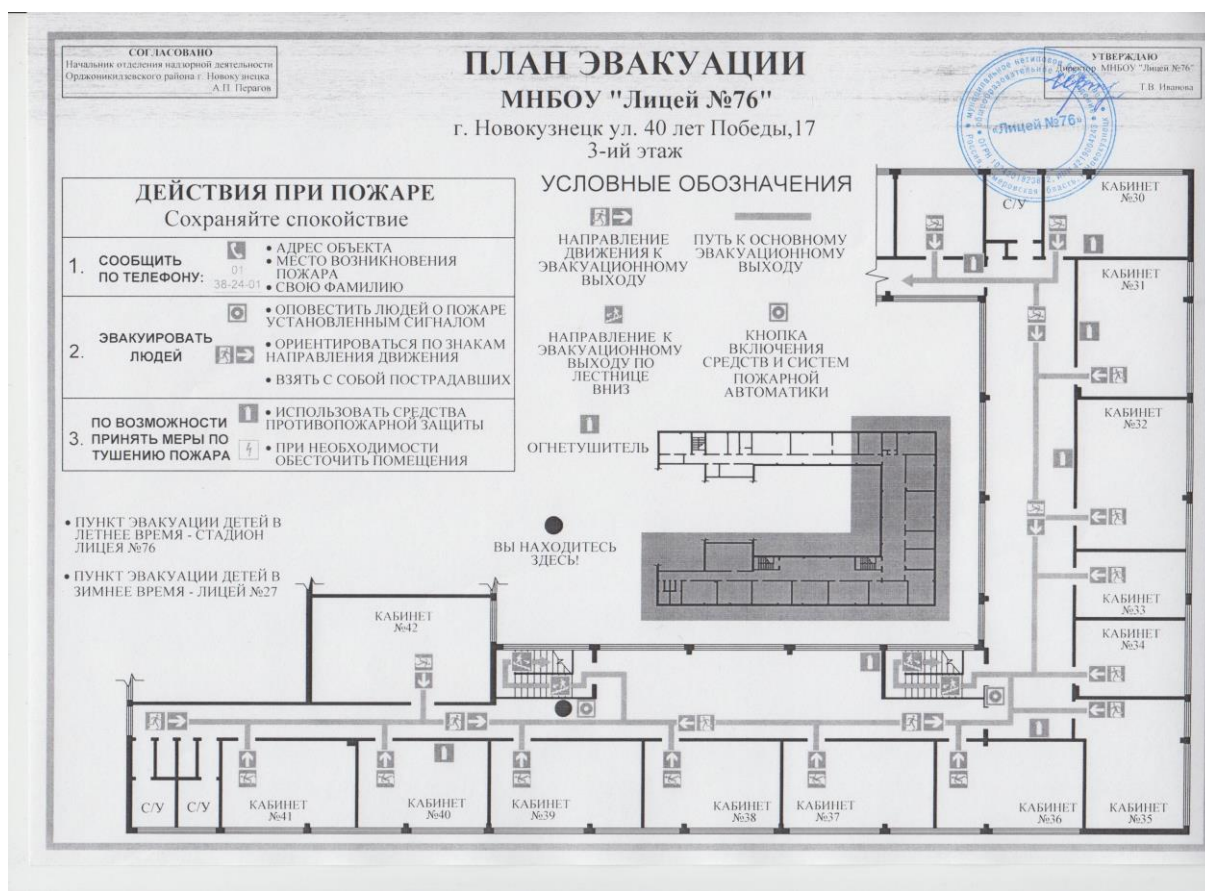 СОГЛАСОВАНО
Начальник отделения надзорной деятельности
Орджоникидзевского района г. Новокузнецка
А.П. Перагов
ПЛАН ЭВАКУАЦИИ
МНБОУ "Лицей №76"
г. Новокузнецк ул. 40 лет Победы,17
3-ий этаж
УТВЕРЖДАЮ
Директор МНБОУ "Лицей №76"
Т.В. Иванова
«Лицей №76»
ДЕЙСТВИЯ ПРИ ПОЖАРЕ
Сохраняйте спокойствие
1. СООБЩИТЬ
ПО ТЕЛЕФОНУ:
01
38-24-01
• АДРЕС ОБЪЕКТА
• МЕСТО ВОЗНИКНОВЕНИЯ
ПОЖАРА
• СВОЮ ФАМИЛИЮ
2. ЭВАКУИРОВАТЬ
ЛЮДЕЙ
• ОПОВЕСТИТЬ ЛЮДЕЙ О ПОЖАРЕ
УСТАНОВЛЕННЫМ СИГНАЛОМ
• ОРИЕНТИРОВАТЬСЯ ПО ЗНАКАМ
НАПРАВЛЕНИЯ ДВИЖЕНИЯ
• ВЗЯТЬ С СОБОЙ ПОСТРАДАВШИХ
3. ПО ВОЗМОЖНОСТИ
ПРИНЯТЬ МЕРЫ ПО
ТУШЕНИЮ ПОЖАРА
• ИСПОЛЬЗОВАТЬ СРЕДСТВА
ПРОТИВОПОЖАРНОЙ ЗАЩИТЫ
• ПРИ НЕОБХОДИМОСТИ
ОБЕСТОЧИТЬ ПОМЕЩЕНИЯ
УСЛОВНЫЕ ОБОЗНАЧЕНИЯ
НАПРАВЛЕНИЕ
ДВИЖЕНИЯ К
ЭВАКУАЦИОННОМУ
ВЫХОДУ
ПУТЬ К ОСНОВНОМУ
ЭВАКУАЦИОННОМУ
ВЫХОДУ
НАПРАВЛЕНИЕ К
ЭВАКУАЦИОННОМУ
ВЫХОДУ ПО
ЛЕСТНИЦЕ
ВНИЗ
КНОПКА
ВКЛЮЧЕНИЯ
СРЕДСТВ И СИСТЕМ
ПОЖАРНОЙ
АВТОМАТИКИ
ОГНЕТУШИТЕЛЬ
ВЫ НАХОДИТЕСЬ
ЗДЕСЬ!
• ПУНКТ ЭВАКУАЦИИ ДЕТЕЙ В
ЛЕТНЕЕ ВРЕМЯ - СТАДИОН
ЛИЦЕЯ №76
• ПУНКТ ЭВАКУАЦИИ ДЕТЕЙ В
ЗИМНЕЕ ВРЕМЯ - ЛИЦЕЙ №27
С/У
КАБИНЕТ
№30
КАБИНЕТ
№31
КАБИНЕТ
№32
КАБИНЕТ
№33
КАБИНЕТ
№34
КАБИНЕТ
№42
С/У
С/У
КАБИНЕТ
№41
КАБИНЕТ
№40
КАБИНЕТ
№39
КАБИНЕТ
№38
КАБИНЕТ
№37
КАБИНЕТ
№36
КАБИНЕТ
№35